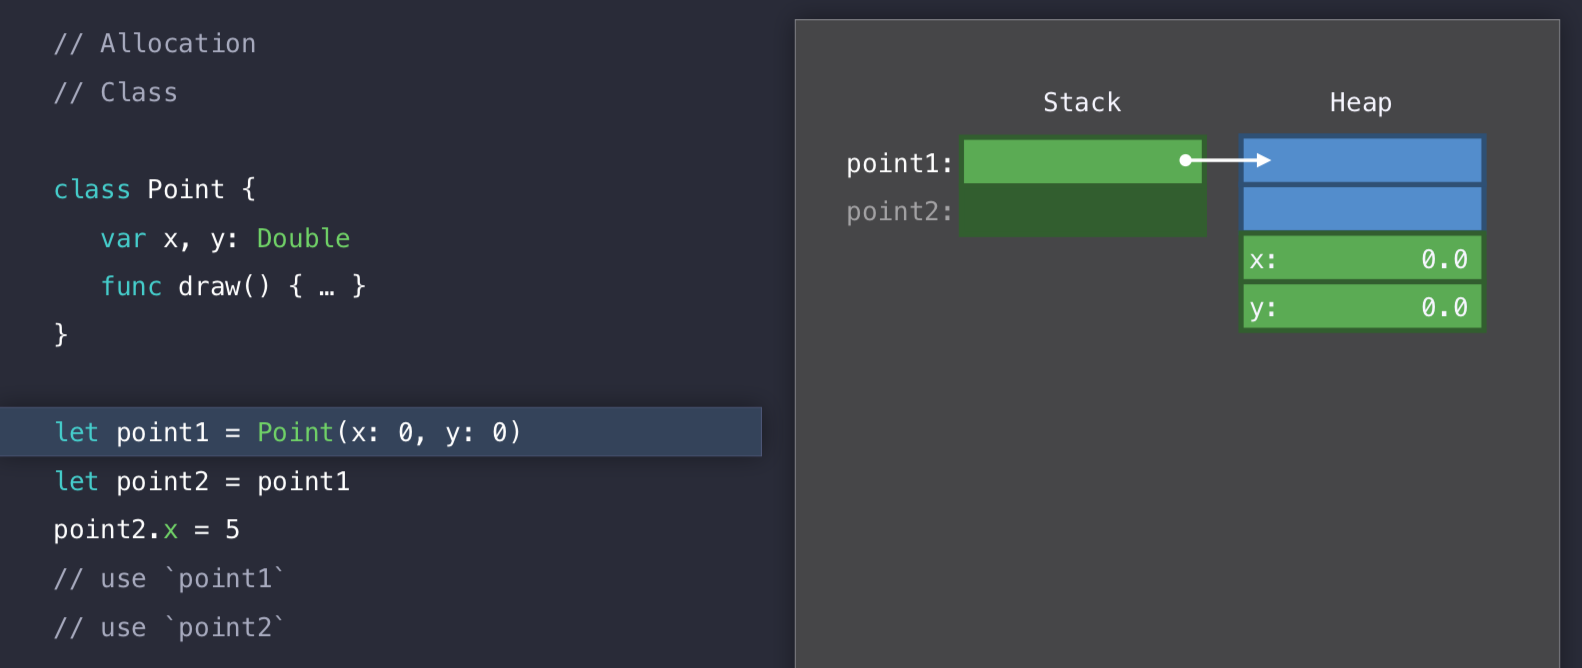 // Allocation
// Class
class Point {
var x, y: Double
func draw() { … }
}
let point1 = Point(x: 0, y: 0)
let point2 = point1
point2.x = 5
// use `point1`
// use `point2`
Stack Heap
point1:
point2:
x: 0.0
y: 0.0